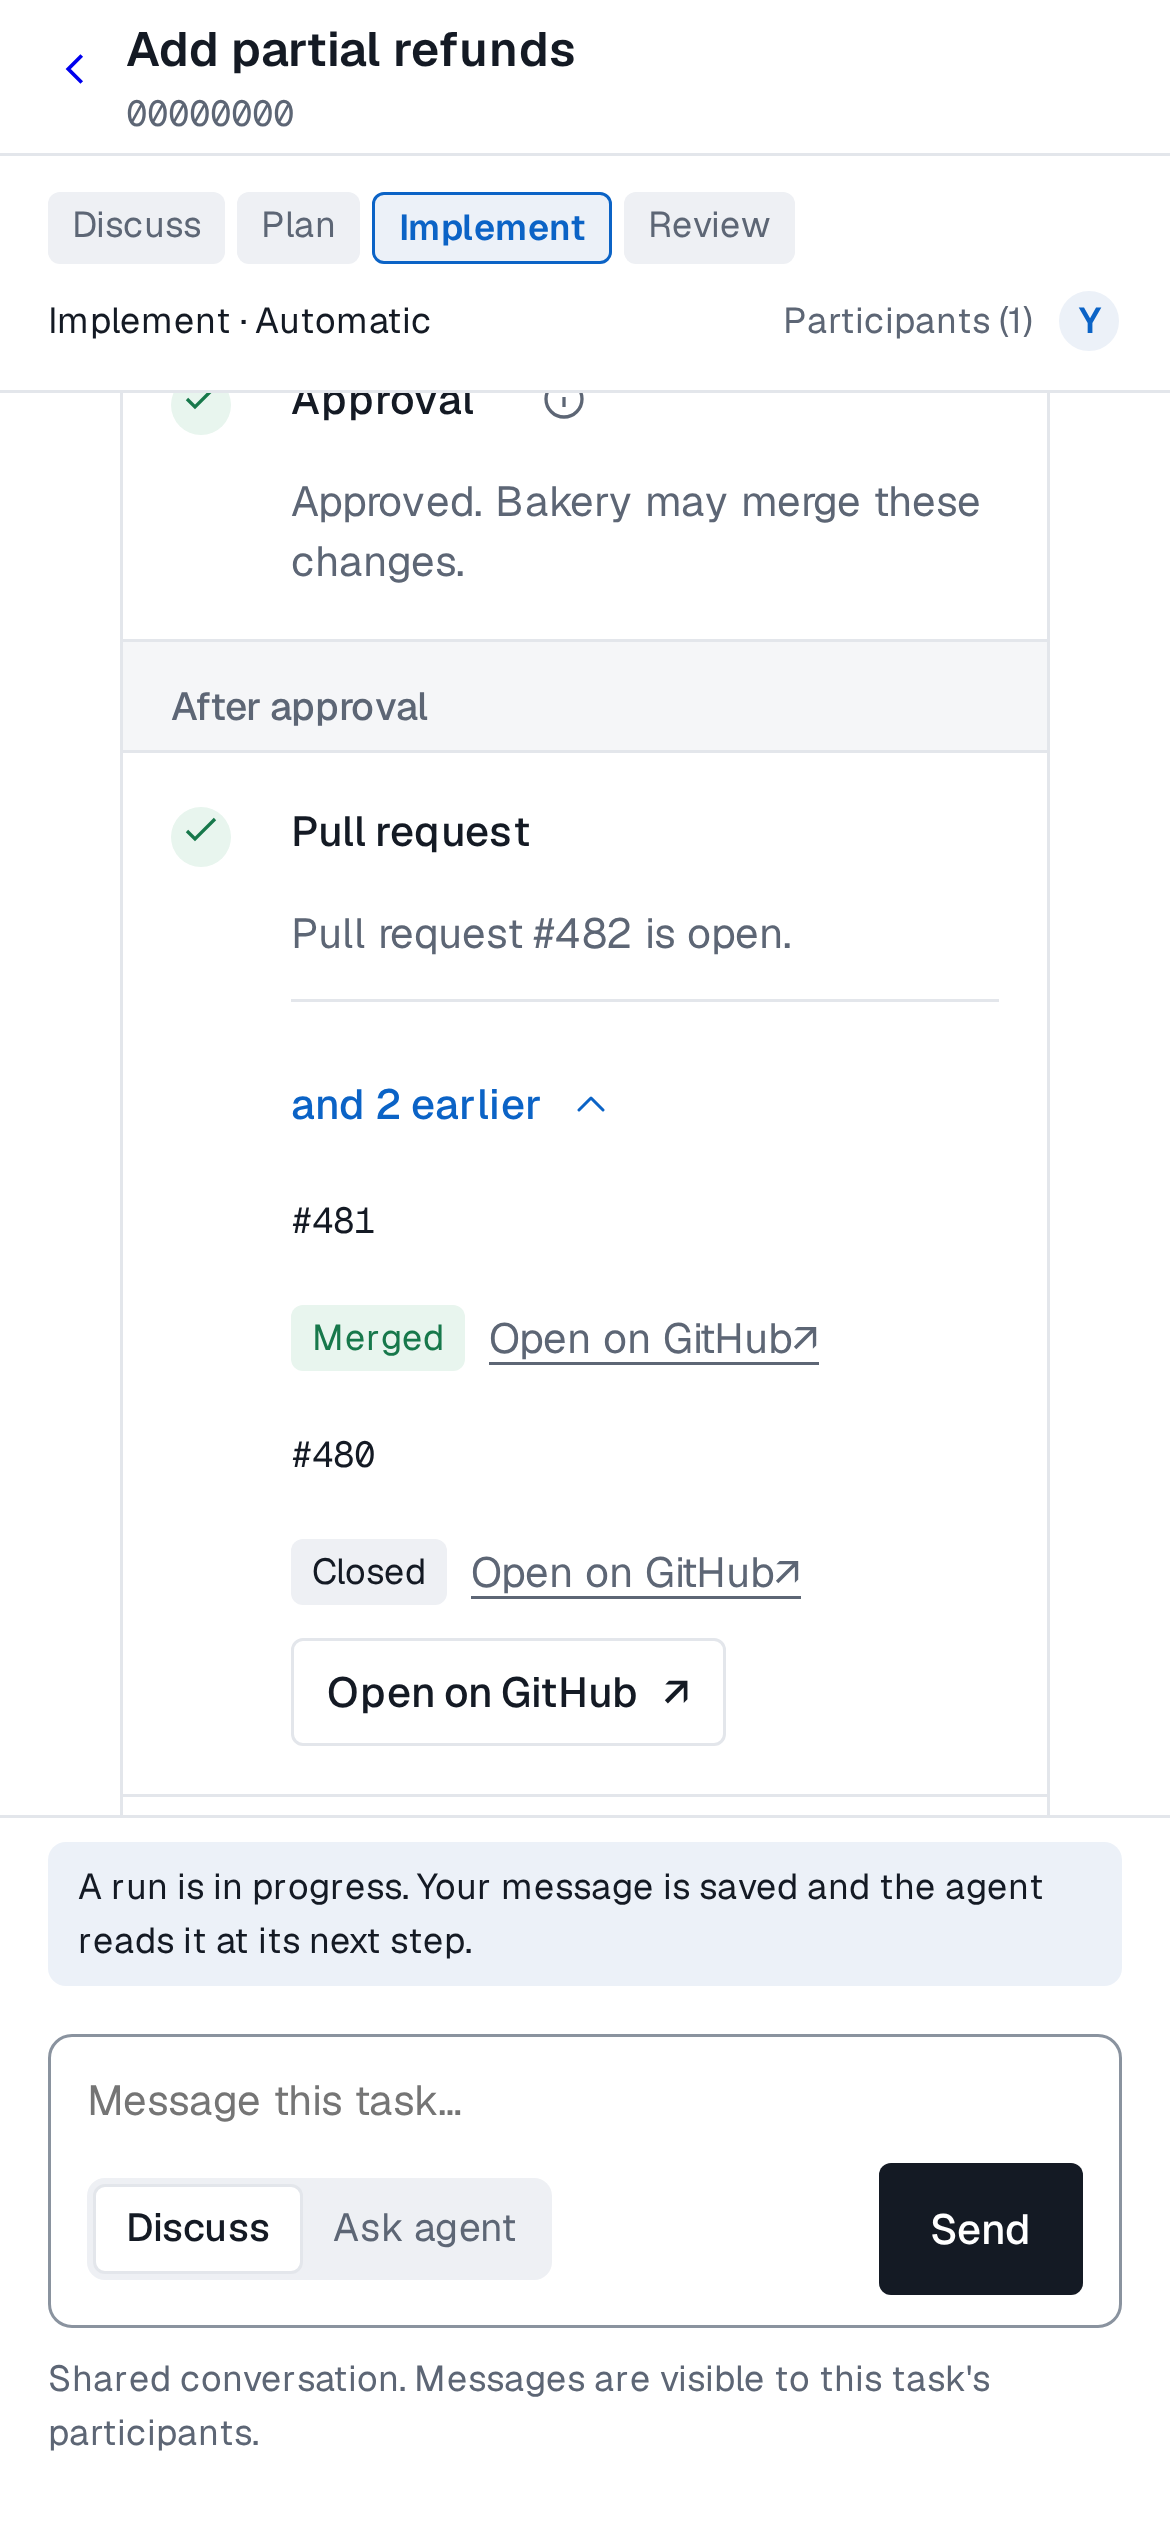 Add partial refunds
00000000
Discuss Plan Implement Review
Implement · Automatic Participants (1) Y
Approval
Approved. Bakery may merge these
changes.
After approval
Pull request
Pull request #482 is open.
and 2 earlier
#481
Merged Open on GitHub↗
#480
Closed Open on GitHub↗
Open on GitHub ↗
A run is in progress. Your message is saved and the agent
reads it at its next step.
Message this task...
Discuss Ask agent Send
Shared conversation. Messages are visible to this task's
participants.